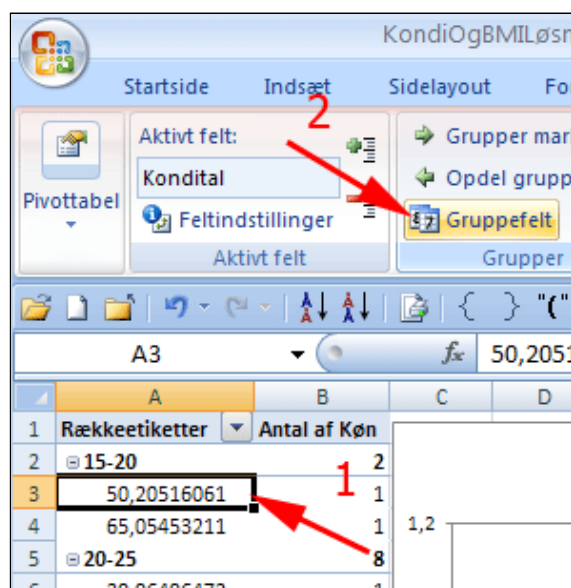 KondiOgBMILøsn
Startside Indsæt Sidelayout Fo
2
Aktivt felt:
Kondital
Feltindstillinger
Aktivt felt
Pivottabel
Grupper mar
Opdel grupp
Gruppefelt
Grupper
{ } "("
A3 fx 50,2051
A B C D
1 Rækkeetiketter Antal af Køn
2 15-20 2
3 50,20516061 1
1
4 65,05453211 1
1,2
5 20-25 8